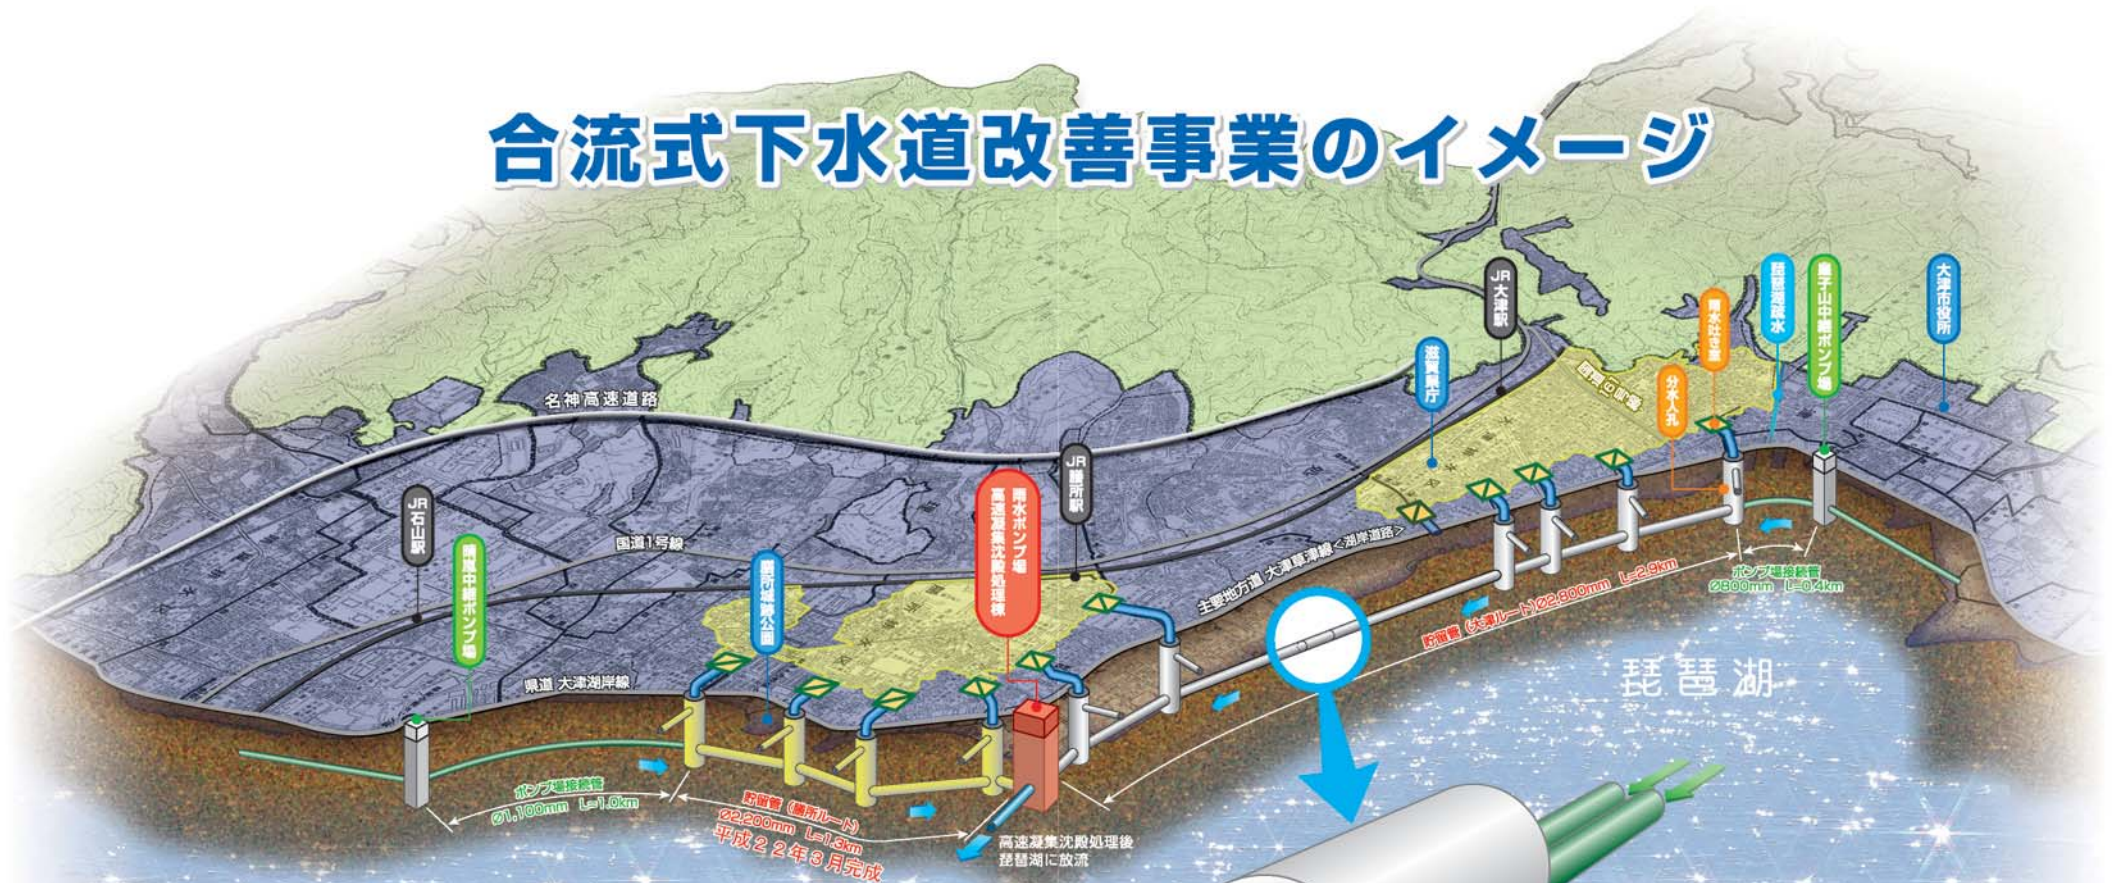 合流式下水道改善事業のイメージ
名神高速道路
JR石山駅
晴嵐中継ポンプ場
国道1号線
膳所城跡公園
県道 大津湖岸線
雨水ポンプ場
高速凝集沈殿処理棟
JR膳所駅
主要地方道 大津草津線<湖岸道路>
滋賀県庁
JR大津駅
分水人孔
雨水吐き室
琵琶湖疏水
皇子山中継ポンプ場
大津市役所
ポンプ場接続管
Ø800mm L=0.4km
貯留管(大津ルート)Ø2,800mm L=2.9km
琵琶湖
ポンプ場接続管
Ø1,100mm L=1.0km
貯留管(膳所ルート)
Ø2,200mm L=1.3km
平成22年3月完成
高速凝集沈殿処理後
琵琶湖に放流